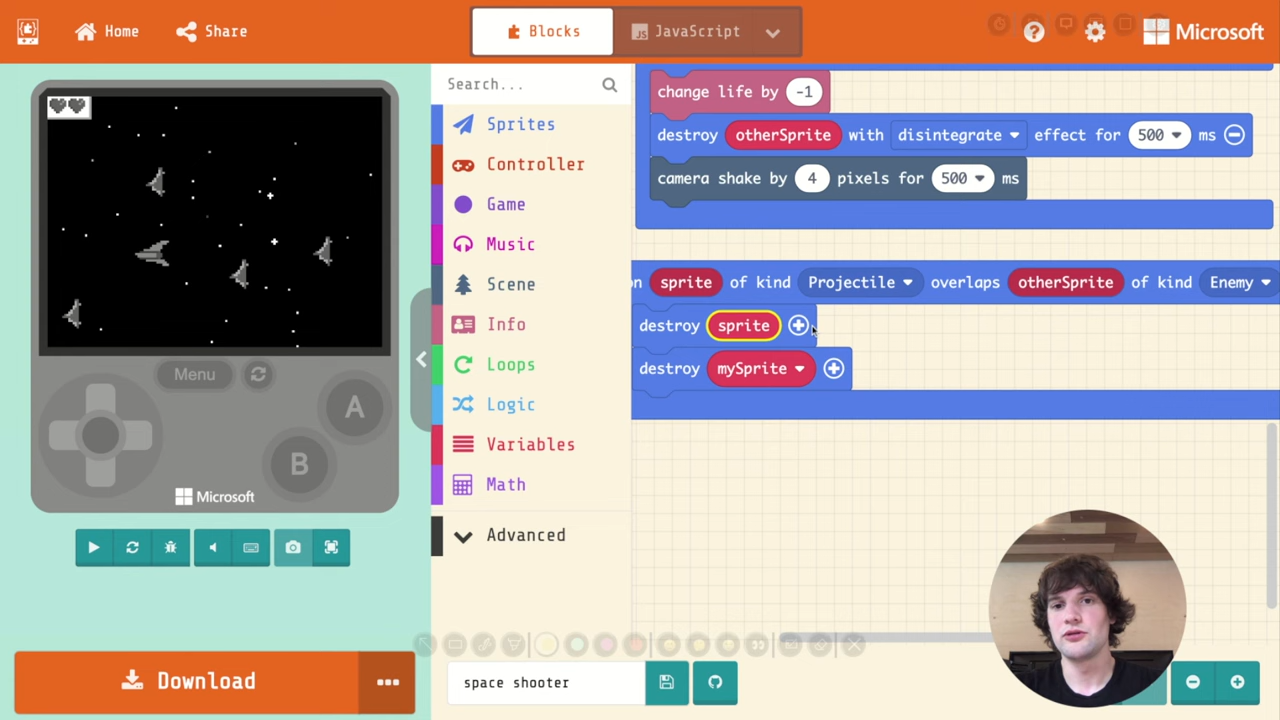 Home
Share
Blocks
JavaScript
?
Microsoft
Search...
Sprites
Controller
Game
Music
Scene
Info
Loops
Logic
Variables
Math
Advanced
change life by -1
destroy otherSprite with disintegrate effect for 500 ms
camera shake by 4 pixels for 500 ms
on sprite of kind Projectile overlaps otherSprite of kind Enemy
destroy sprite
destroy mySprite
Menu
A
B
Microsoft
Download
space shooter